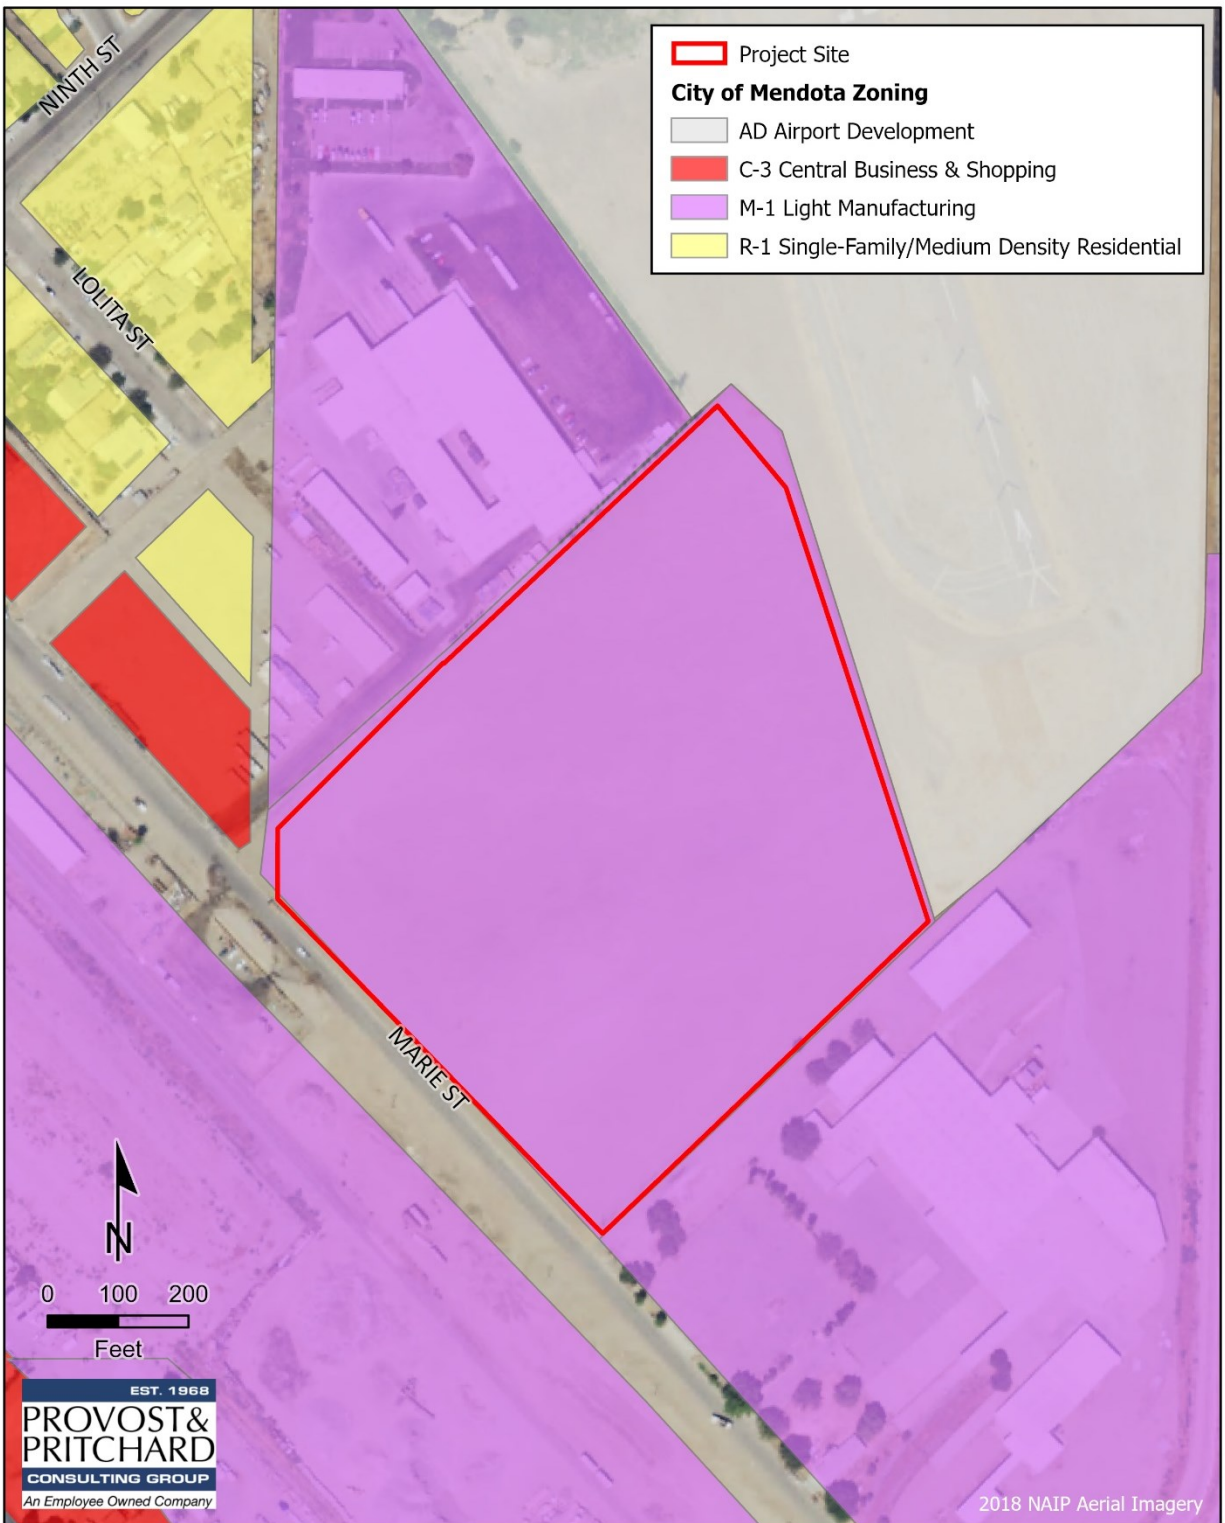 NINTH ST
Project Site
City of Mendota Zoning
AD Airport Development
C-3 Central Business & Shopping
M-1 Light Manufacturing
R-1 Single-Family/Medium Density Residential
LOLITA ST
MARIE ST
N
0 100 200
Feet
EST. 1968
PROVOST&
PRITCHARD
CONSULTING GROUP
An Employee Owned Company
2018 NAIP Aerial Imagery